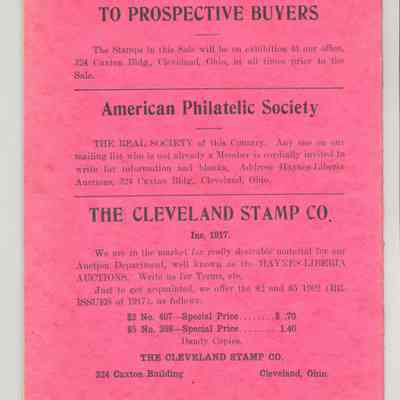 TO PROSPECTIVE BUYERS
The Stamps in this Sale will be on exhibition at our office,
324 Caxton Bldg., Cleveland, Ohio, at all times prior to the
Sale.
American Philatelic Society
THE REAL SOCIETY of this Country. Any one on our
mailing list who is not already a Member is cordially invited to
write for information and blanks. Address Haynes-Liberia
Auctions, 324 Caxton Bldg., Cleveland, Ohio.
THE CLEVELAND STAMP CO.
Inc. 1917.
We are in the market for really desirable material for our
Auction Department, well known as the HAYNES-LIBERIA
AUCTIONS. Write us for Terms, etc.
Just to get acquainted, we offer the $2 and $5 1902 (RE-
ISSUES of 1917), as follows:
$2 No. 407—Special Price........$ .70
$5 No. 398—Special Price........ 1.40
Dandy Copies.
THE CLEVELAND STAMP CO.
324 Caxton Building Cleveland, Ohio.